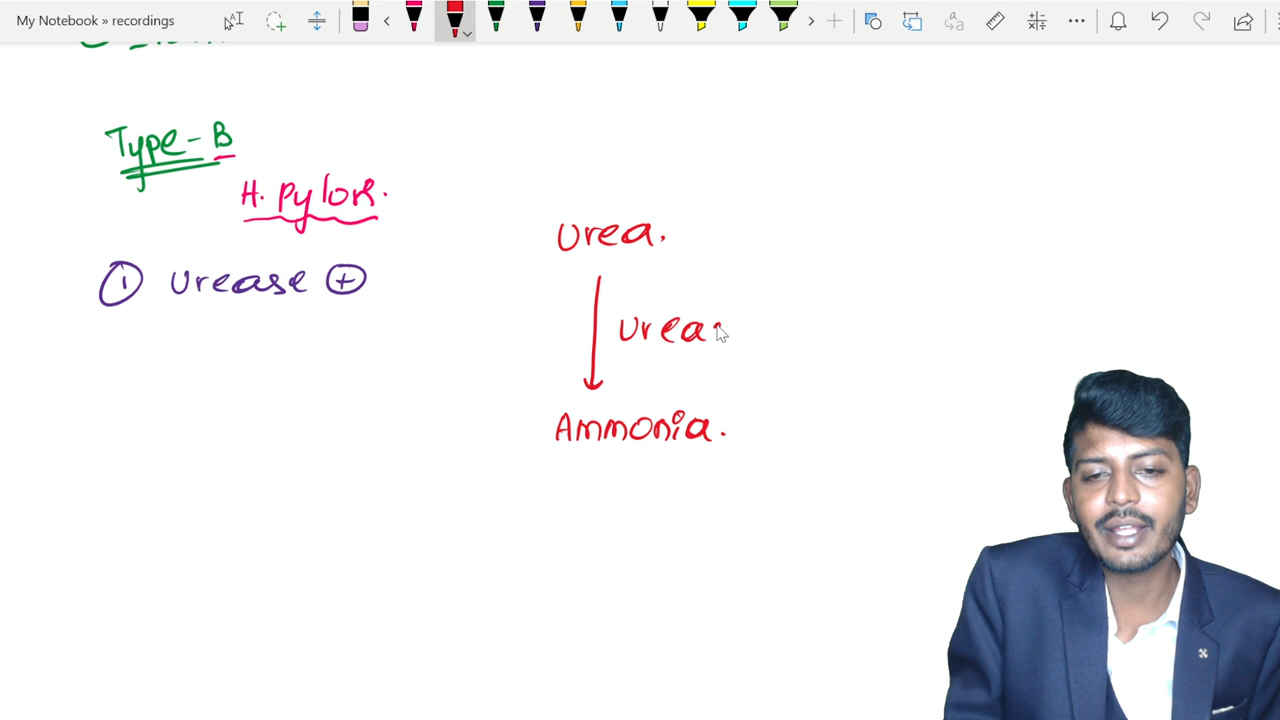 My Notebook » recordings
Type-B
H. Pylori.
① Urease ⊕
Urea.
Urea
Ammonia.